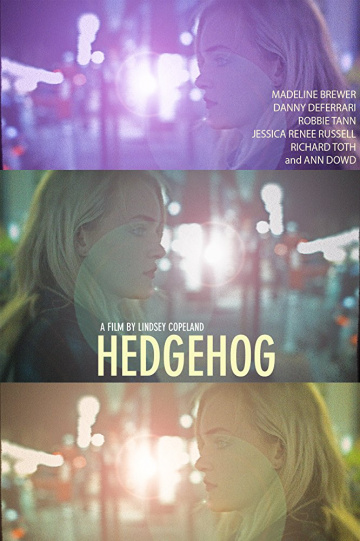 MADELINE BREWER
DANNY DEFERRARI
ROBBIE TANN
JESSICA RENEE RUSSELL
RICHARD TOTH
and ANN DOWD
A FILM BY LINDSEY COPELAND
HEDGEHOG